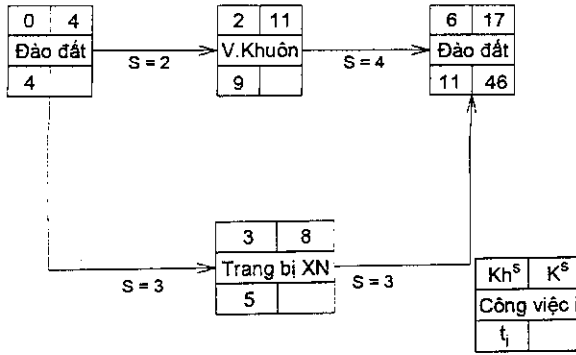 0 4
Đào đất
4
S = 2
2 11
V.Khuôn
9
S = 4
6 17
Đào đất
11 46
S = 3
3 8
Trang bị XN
5
S = 3
Kh^s K^s
Công việc i
t_i